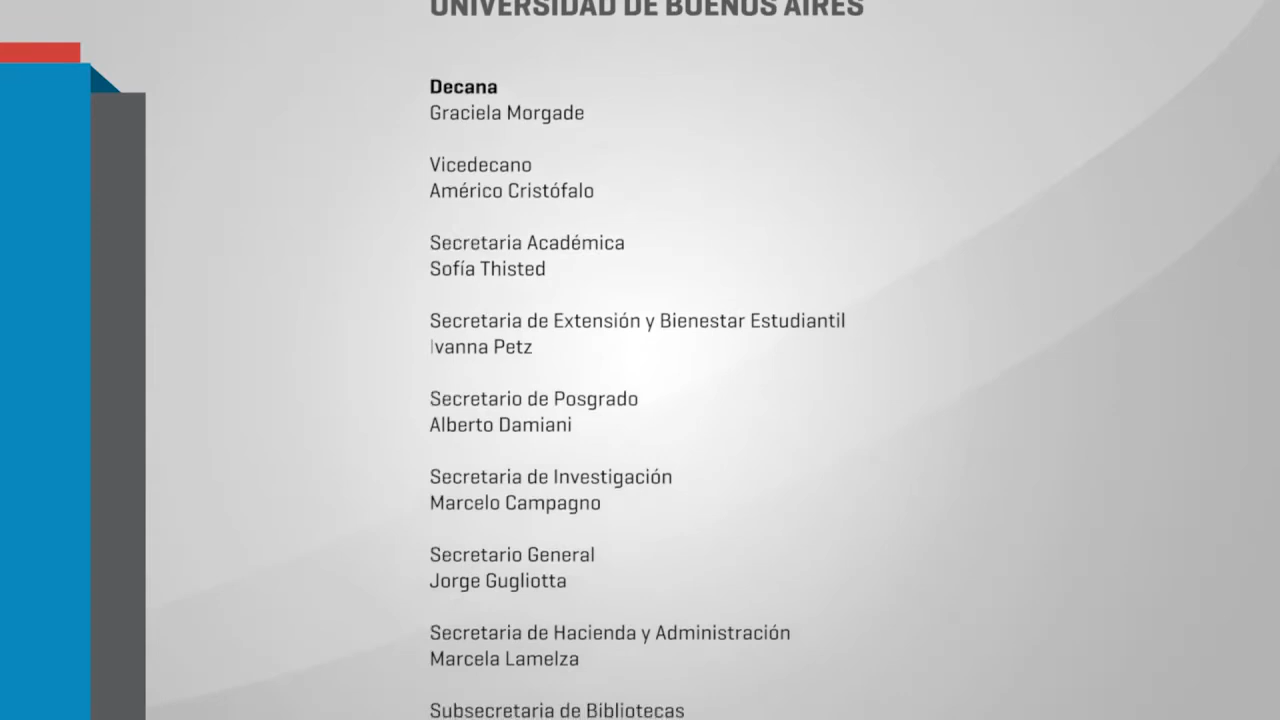 UNIVERSIDAD DE BUENOS AIRES
Decana
Graciela Morgade
Vicedecano
Américo Cristófalo
Secretaria Académica
Sofía Thisted
Secretaria de Extensión y Bienestar Estudiantil
Ivanna Petz
Secretario de Posgrado
Alberto Damiani
Secretaria de Investigación
Marcelo Campagno
Secretario General
Jorge Gugliotta
Secretaria de Hacienda y Administración
Marcela Lamelza
Subsecretaria de Bibliotecas